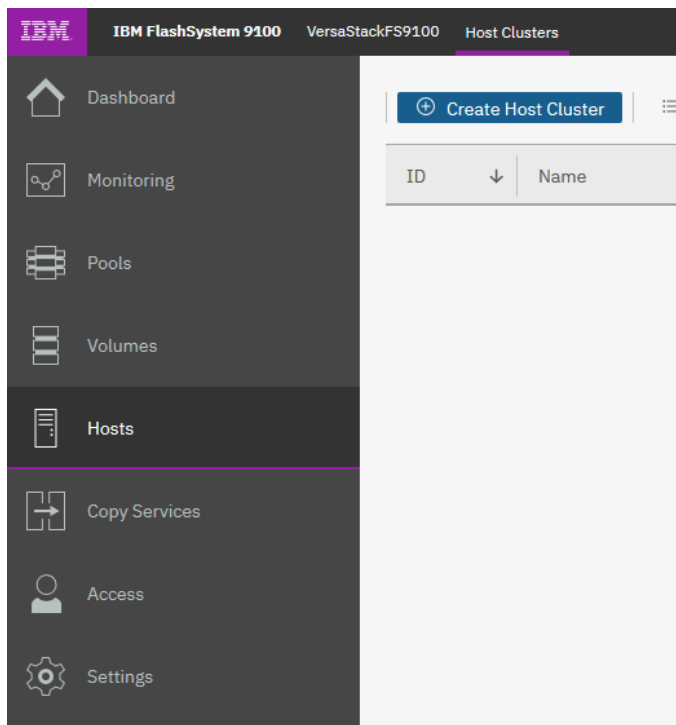 IBM IBM FlashSystem 9100 VersaStackFS9100 Host Clusters
Dashboard
Create Host Cluster
Monitoring
ID Name
Pools
Volumes
Hosts
Copy Services
Access
Settings